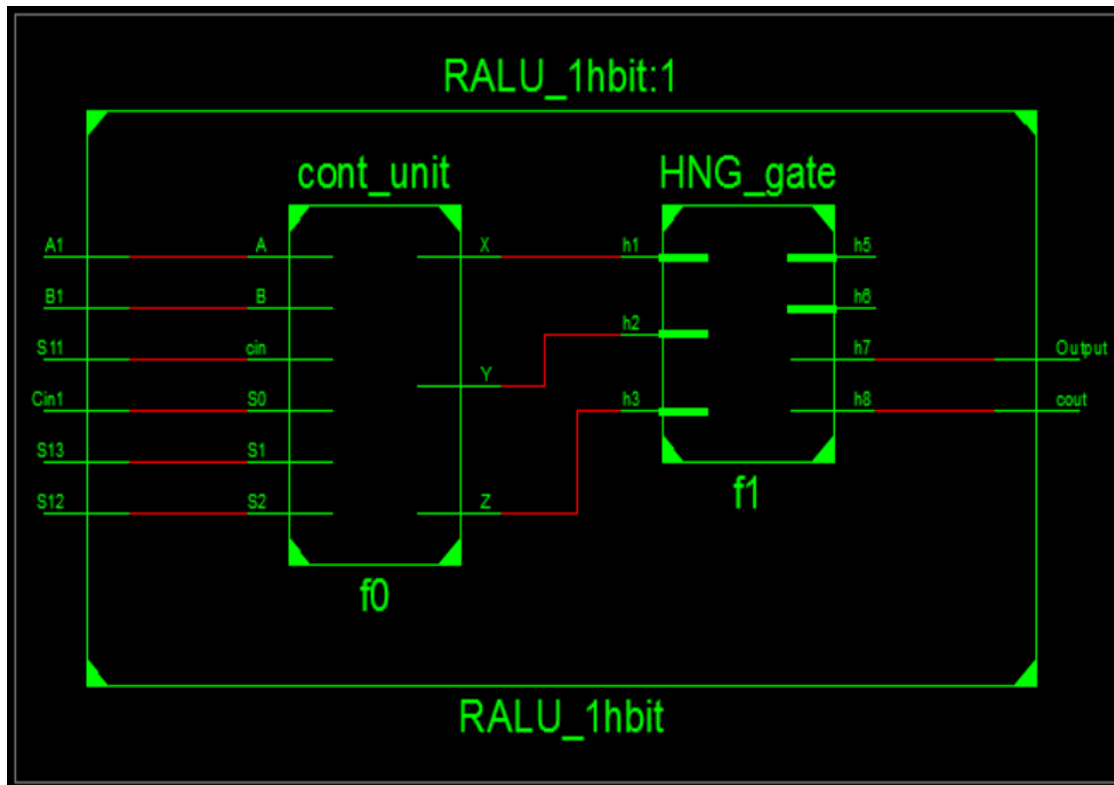 RALU_1hbit:1
cont_unit
HNG_gate
A1 A X h1 h5
B1 B h6
h2
S11 cin h7 Output
Y
Cin1 S0 h3 h8 cout
S13 S1
S12 S2 Z
f1
f0
RALU_1hbit